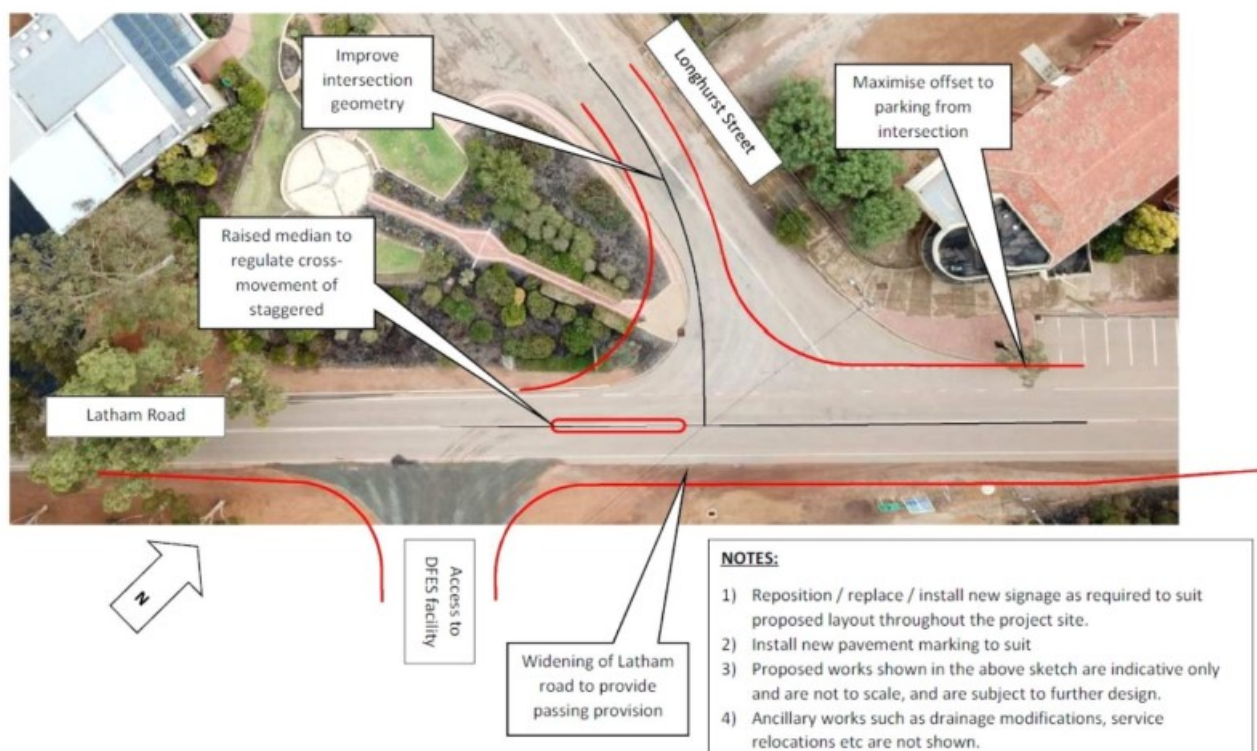 Improve
intersection
geometry
Longhurst Street
Maximise offset to
parking from
intersection
Raised median to
regulate cross-
movement of
staggered
Latham Road
N
Access to
DFES facility
Widening of Latham
road to provide
passing provision
NOTES:
1) Reposition / replace / install new signage as required to suit
proposed layout throughout the project site.
2) Install new pavement marking to suit
3) Proposed works shown in the above sketch are indicative only
and are not to scale, and are subject to further design.
4) Ancillary works such as drainage modifications, service
relocations etc are not shown.